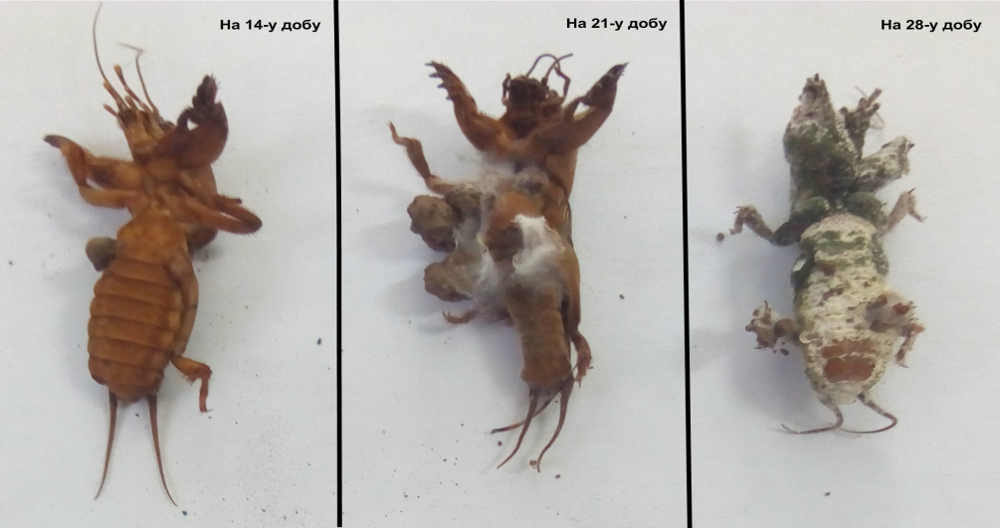 На 14-у добу
На 21-у добу
На 28-у добу